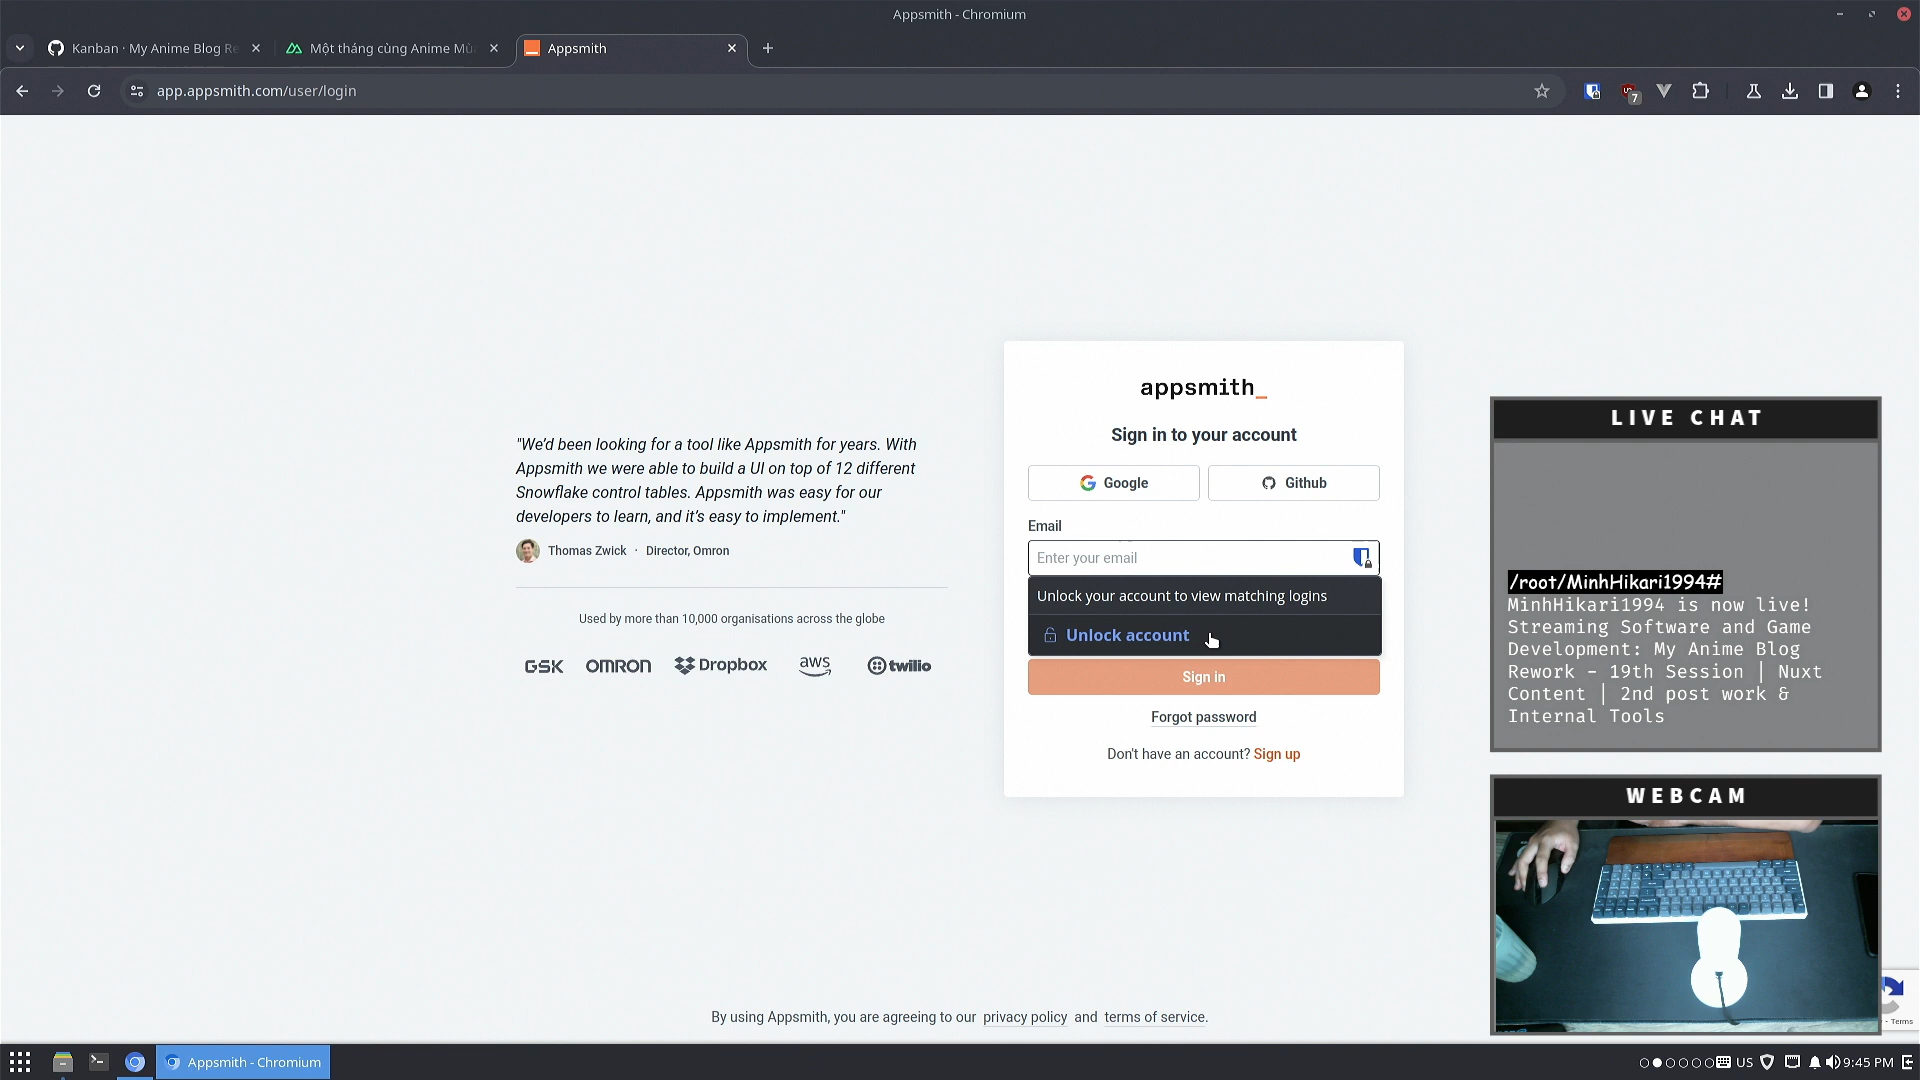 Appsmith - Chromium
Kanban · My Anime Blog Re
Một tháng cùng Anime Mù
Appsmith
app.appsmith.com/user/login
7
"We'd been looking for a tool like Appsmith for years. With
Appsmith we were able to build a UI on top of 12 different
Snowflake control tables. Appsmith was easy for our
developers to learn, and it's easy to implement."
Thomas Zwick · Director, Omron
Used by more than 10,000 organisations across the globe
GSK OMRON Dropbox aws twilio
appsmith_
Sign in to your account
Google
Github
Email
Enter your email
Unlock your account to view matching logins
Unlock account
Sign in
Forgot password
Don't have an account? Sign up
By using Appsmith, you are agreeing to our privacy policy and terms of service.
LIVE CHAT
/root/MinhHikari1994#
MinhHikari1994 is now live!
Streaming Software and Game
Development: My Anime Blog
Rework - 19th Session | Nuxt
Content | 2nd post work &
Internal Tools
WEBCAM
- Terms
Appsmith - Chromium
US
9:45 PM